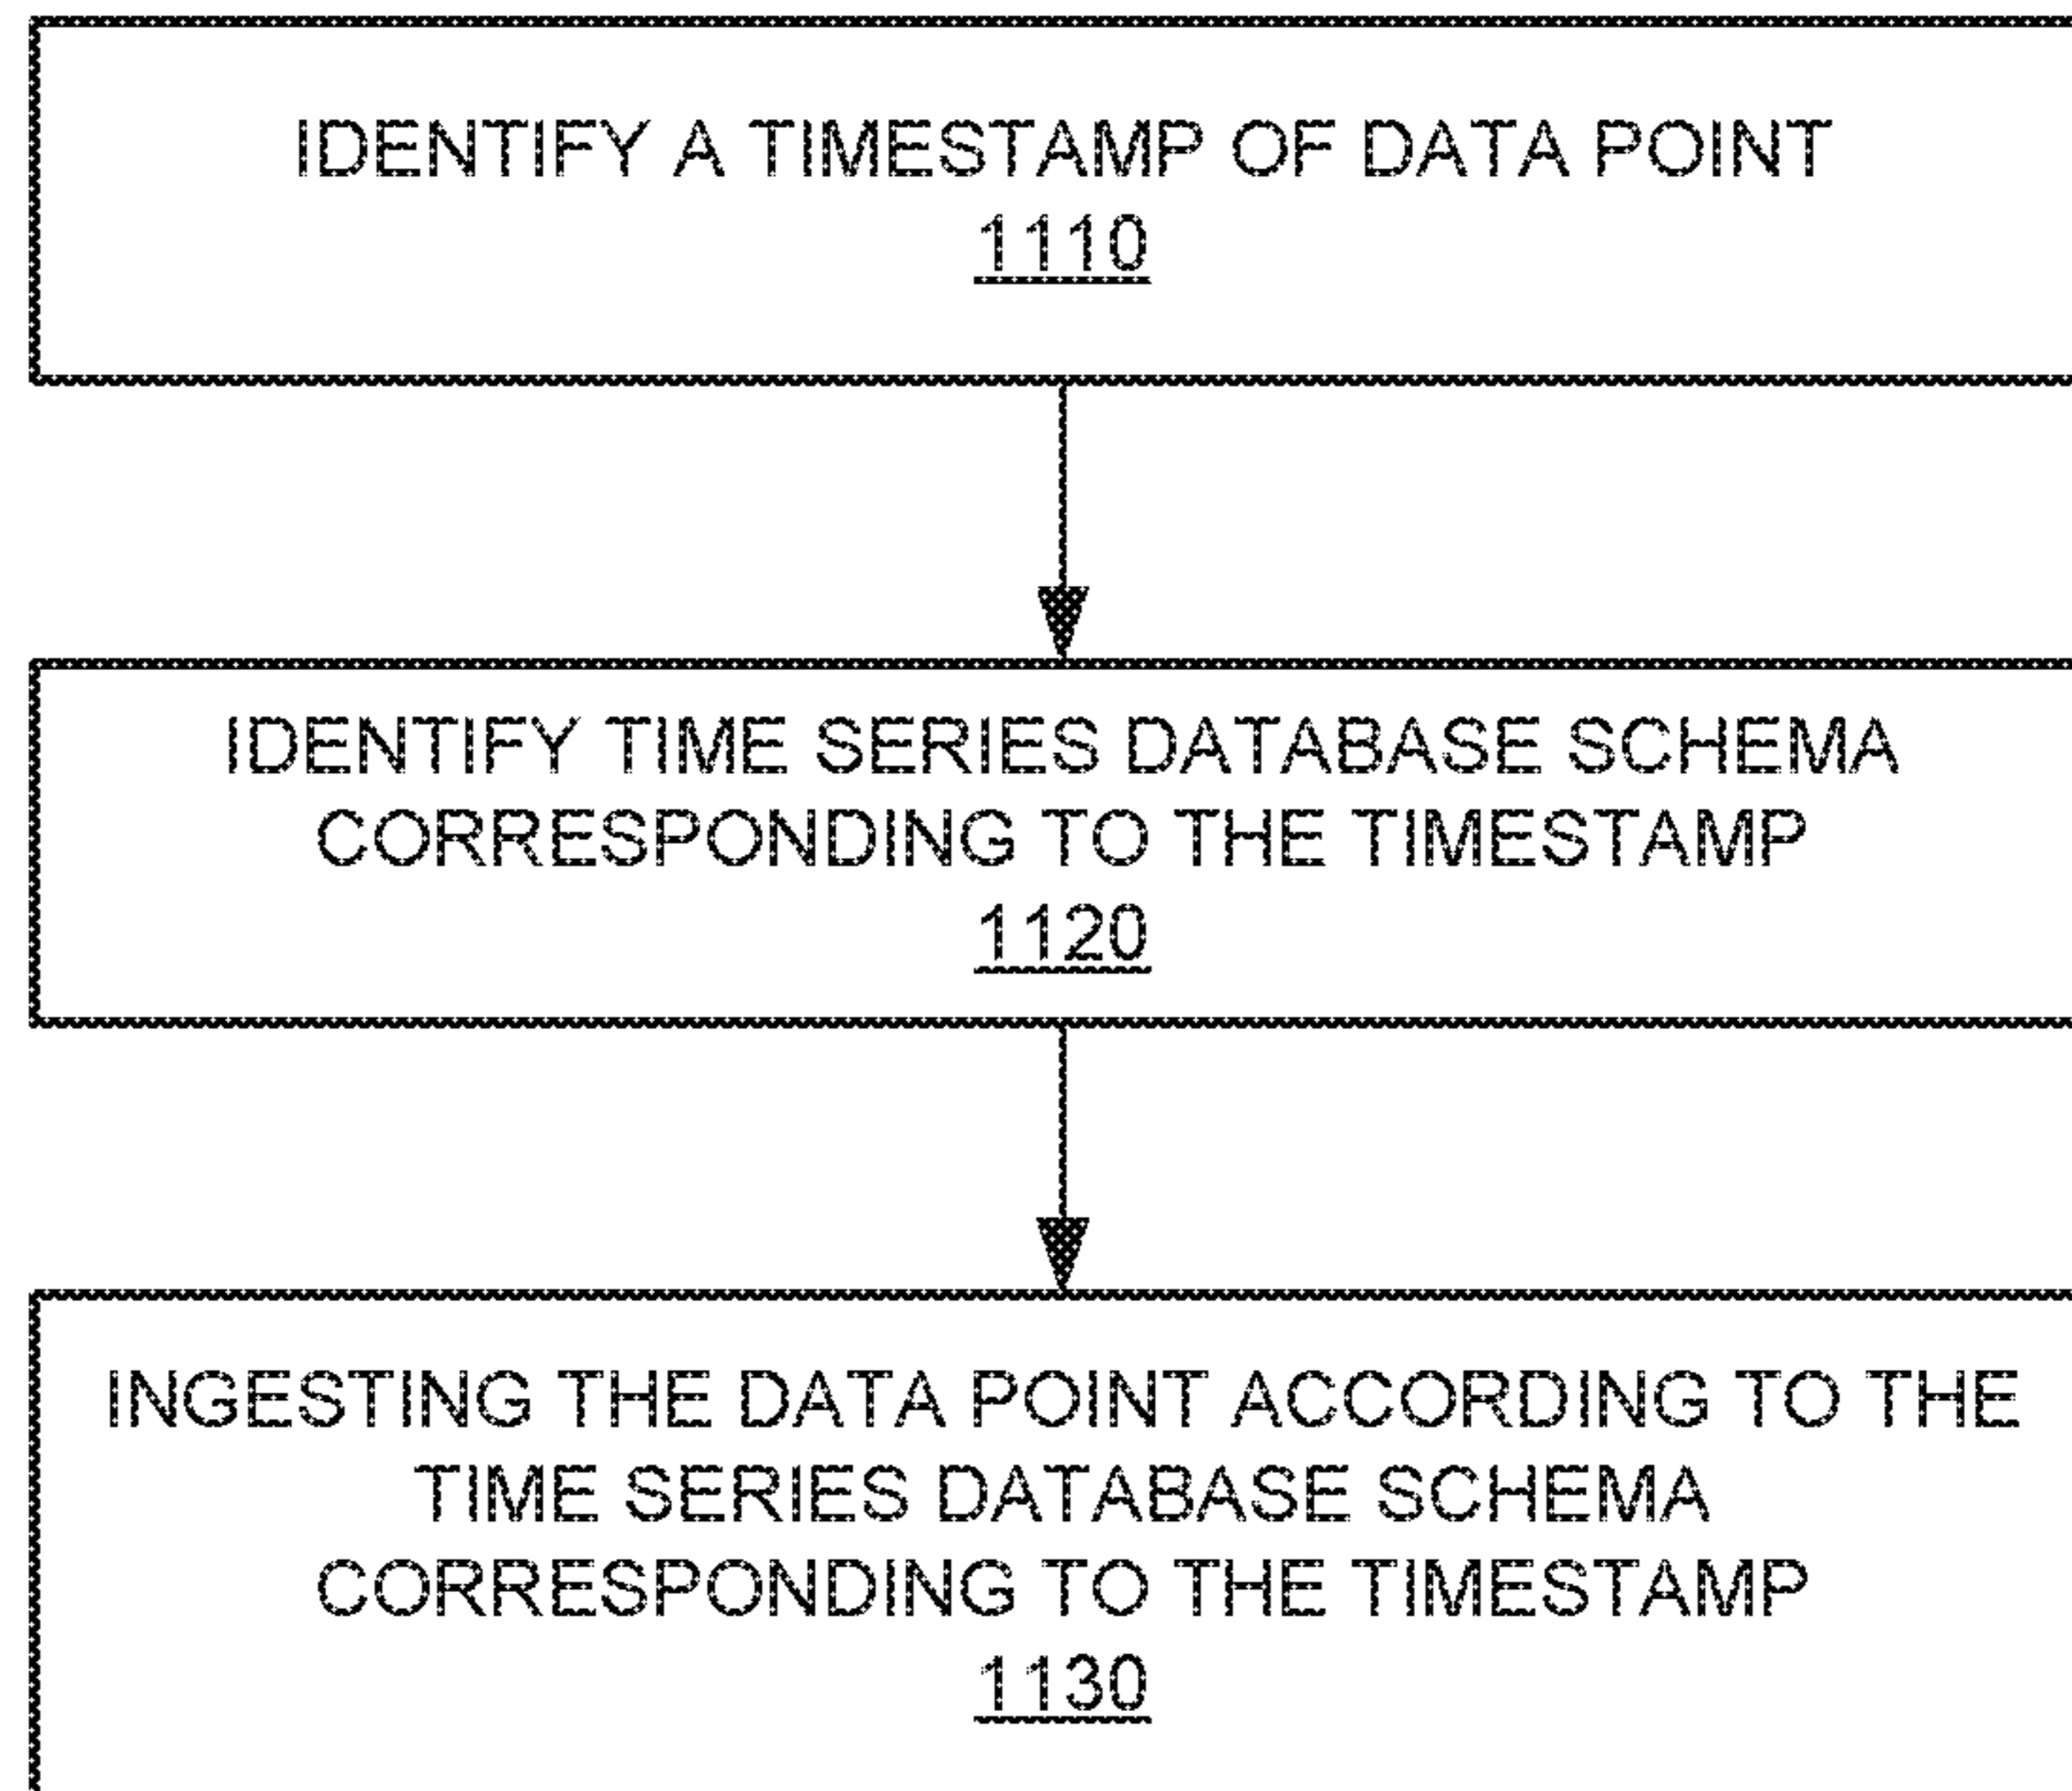 IDENTIFY A TIMESTAMP OF DATA POINT
1110
IDENTIFY TIME SERIES DATABASE SCHEMA
CORRESPONDING TO THE TIMESTAMP
1120
INGESTING THE DATA POINT ACCORDING TO THE
TIME SERIES DATABASE SCHEMA
CORRESPONDING TO THE TIMESTAMP
1130